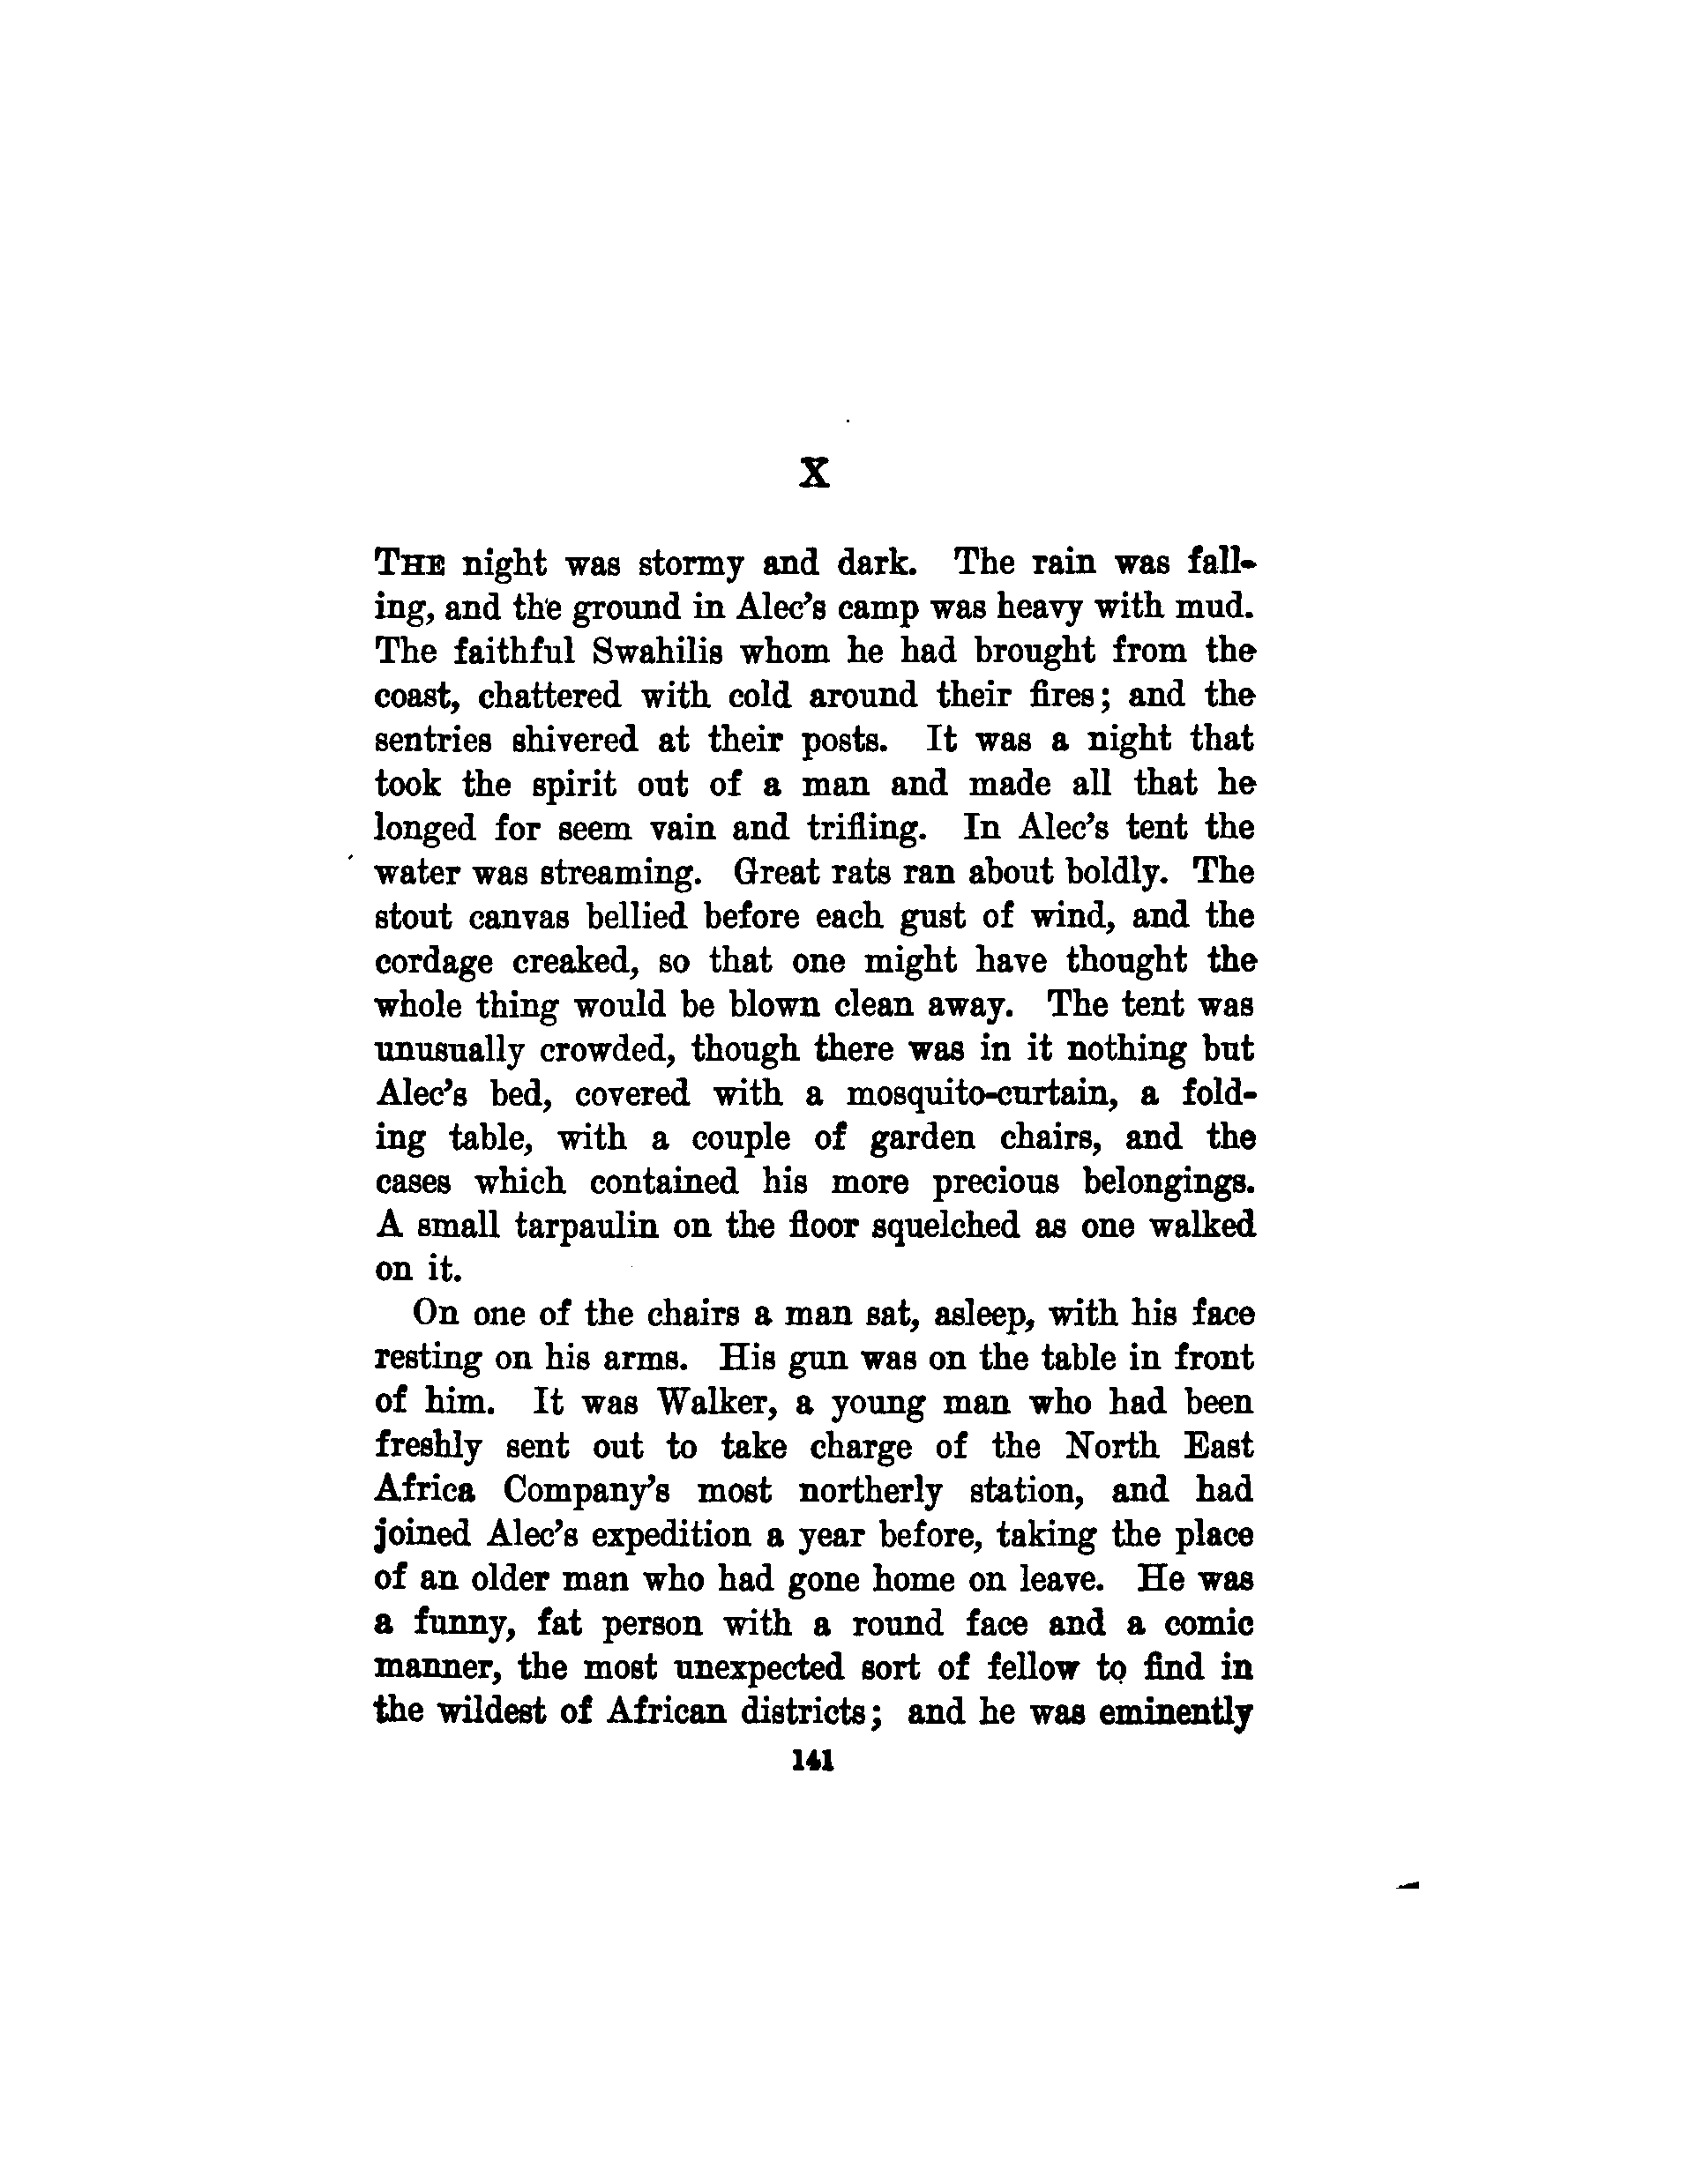 X
THE night was stormy and dark. The rain was fall-
ing, and the ground in Alec's camp was heavy with mud.
The faithful Swahilis whom he had brought from the
coast, chattered with cold around their fires; and the
sentries shivered at their posts. It was a night that
took the spirit out of a man and made all that he
longed for seem vain and trifling. In Alec's tent the
water was streaming. Great rats ran about boldly. The
stout canvas bellied before each gust of wind, and the
cordage creaked, so that one might have thought the
whole thing would be blown clean away. The tent was
unusually crowded, though there was in it nothing but
Alec's bed, covered with a mosquito-curtain, a fold-
ing table, with a couple of garden chairs, and the
cases which contained his more precious belongings.
A small tarpaulin on the floor squelched as one walked
on it.
On one of the chairs a man sat, asleep, with his face
resting on his arms. His gun was on the table in front
of him. It was Walker, a young man who had been
freshly sent out to take charge of the North East
Africa Company's most northerly station, and had
joined Alec's expedition a year before, taking the place
of an older man who had gone home on leave. He was
a funny, fat person with a round face and a comic
manner, the most unexpected sort of fellow to find in
the wildest of African districts; and he was eminently
141